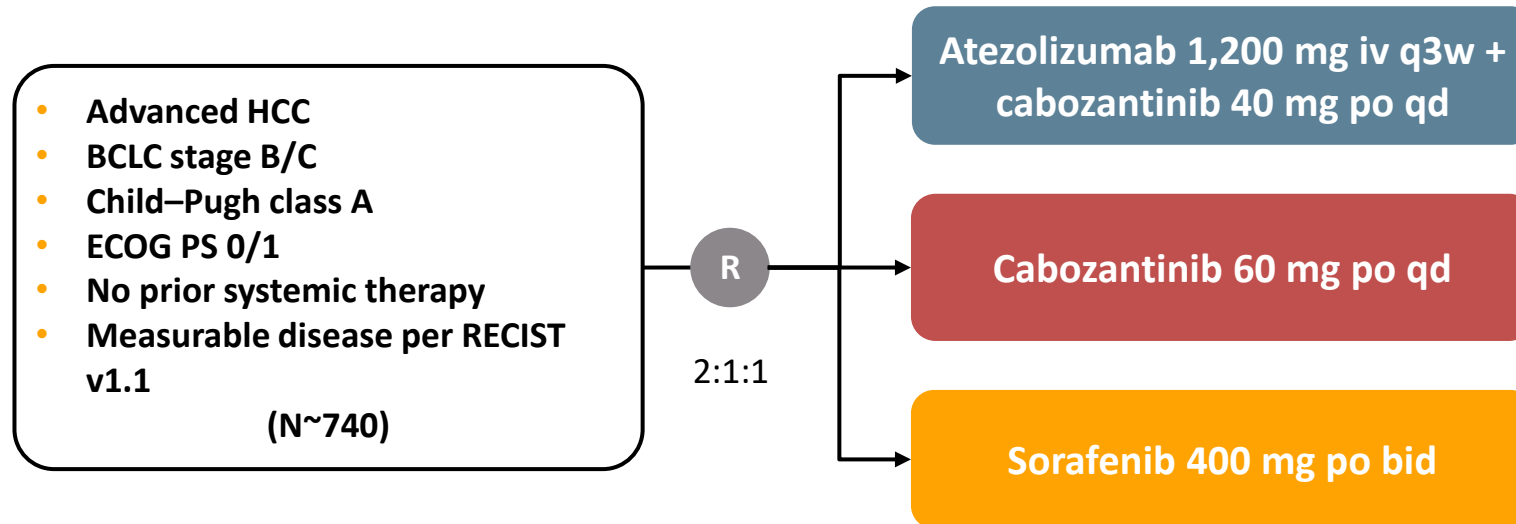 • Advanced HCC
• BCLC stage B/C
• Child–Pugh class A
• ECOG PS 0/1
• No prior systemic therapy
• Measurable disease per RECIST
v1.1
(N~740)
R
2:1:1
Atezolizumab 1,200 mg iv q3w +
cabozantinib 40 mg po qd
Cabozantinib 60 mg po qd
Sorafenib 400 mg po bid